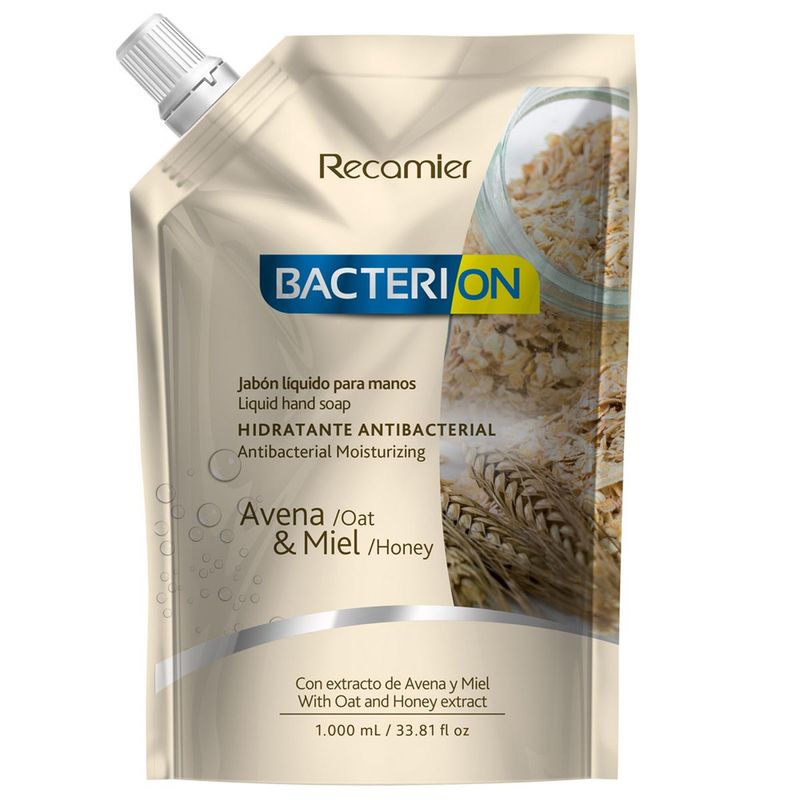 Recamier
BACTERION
Jabón líquido para manos
Liquid hand soap
HIDRATANTE ANTIBACTERIAL
Antibacterial Moisturizing
Avena /Oat
& Miel /Honey
Con extracto de Avena y Miel
With Oat and Honey extract
1.000 mL / 33.81 fl oz